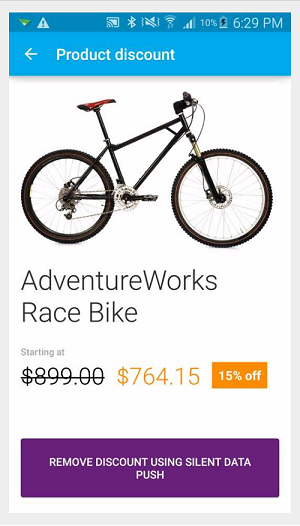 10% 6:29 PM
Product discount
AdventureWorks
Race Bike
Starting at
$899.00 $764.15 15% off
REMOVE DISCOUNT USING SILENT DATA
PUSH